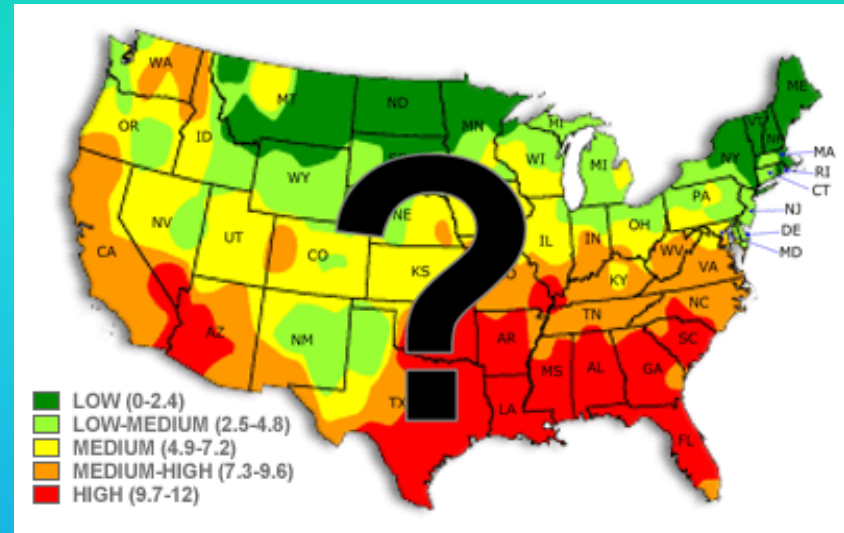 WA
MT
ND
MN
ME
VT
NH
OR
ID
WY
WI
MI
MI
NY
MA
RI
CT
NV
UT
CO
NE
IL
IN
OH
PA
NJ
DE
MD
CA
KS
KY
WV
VA
AZ
NM
TN
NC
AR
SC
TX
LA
MS
AL
GA
FL
?
LOW (0-2.4)
LOW-MEDIUM (2.5-4.8)
MEDIUM (4.9-7.2)
MEDIUM-HIGH (7.3-9.6)
HIGH (9.7-12)